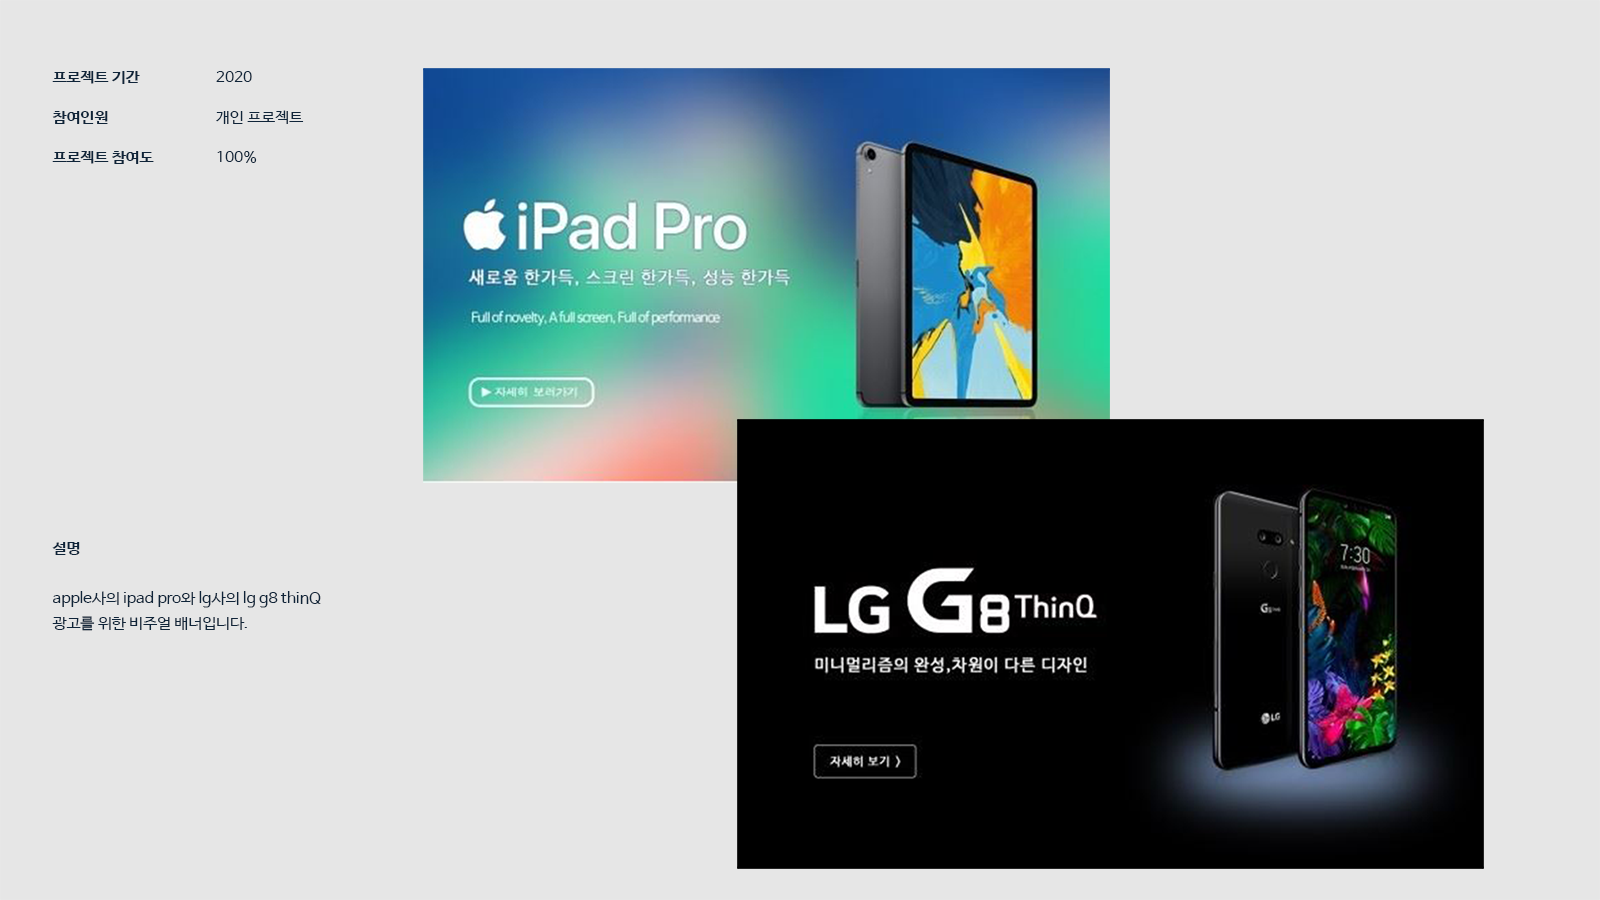 프로젝트 기간 2020
참여인원 개인 프로젝트
프로젝트 참여도 100%
iPad Pro
새로움 한가득, 스크린 한가득, 성능 한가득
Full of novelty, A full screen, Full of performance
▶ 자세히 보러가기
설명
apple사의 ipad pro와 lg사의 lg g8 thinQ
광고를 위한 비주얼 배너입니다.
LG G8 ThinQ
미니멀리즘의 완성,차원이 다른 디자인
자세히 보기 〉
7:30
LG